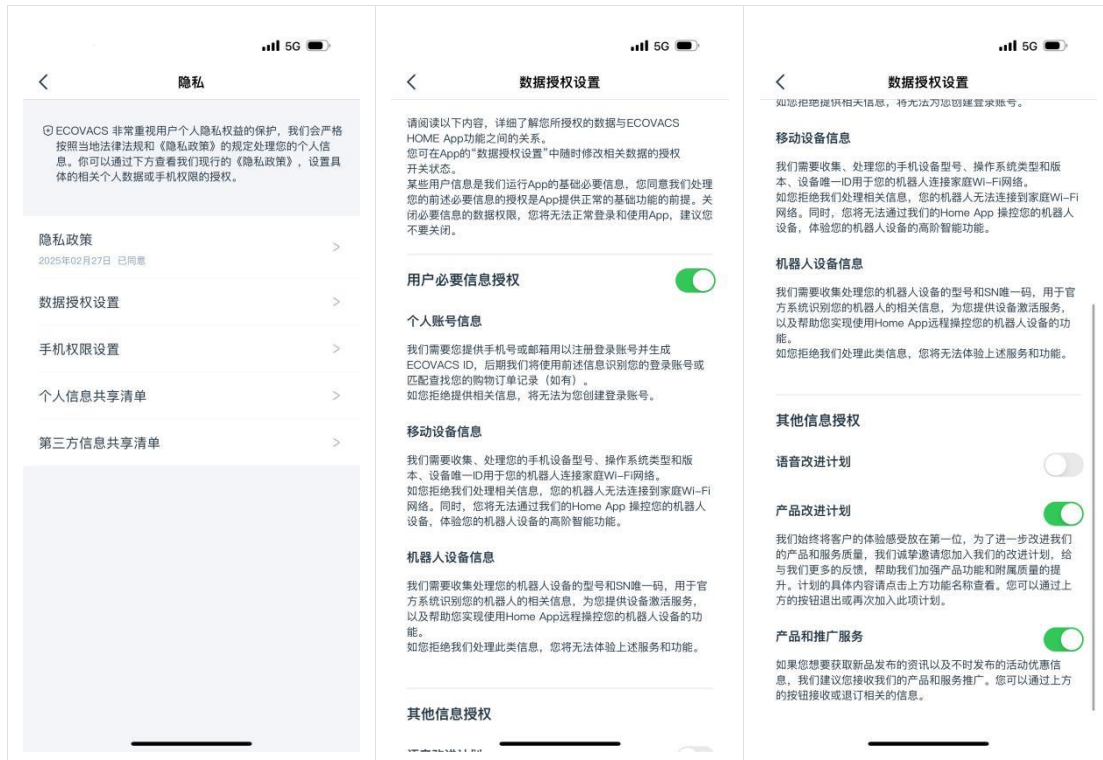 5G
隐私
ECOVACS 非常重视用户个人隐私权益的保护，我们会严格
按照当地法律法规和《隐私政策》的规定处理您的个人信
息。你可以通过下方查看我们现行的《隐私政策》，设置具
体的相关个人数据或手机权限的授权。
隐私政策
2025年02月27日 已同意
数据授权设置
手机权限设置
个人信息共享清单
第三方信息共享清单
5G
数据授权设置
请阅读以下内容，详细了解您所授权的数据与ECOVACS
HOME App功能之间的关系。
您可在App的“数据授权设置”中随时修改相关数据的授权
开关状态。
某些用户信息是我们运行App的基础必要信息，您同意我们处理
您的前述必要信息的授权是App提供正常的基础功能的前提。关
闭必要信息的数据权限，您将无法正常登录和使用App，建议您
不要关闭。
用户必要信息授权
个人账号信息
我们需要您提供手机号或邮箱用以注册登录账号并生成
ECOVACS ID，后期我们将使用前述信息识别您的登录账号或
匹配查找您的购物订单记录（如有）。
如您拒绝提供相关信息，将无法为您创建登录账号。
移动设备信息
我们需要收集、处理您的手机设备型号、操作系统类型和版
本、设备唯一ID用于您的机器人连接家庭Wi-Fi网络。
如您拒绝我们处理相关信息，您的机器人无法连接到家庭Wi-Fi
网络。同时，您将无法通过我们的Home App 操控您的机器人
设备，体验您的机器人设备的高阶智能功能。
机器人设备信息
我们需要收集处理您的机器人设备的型号和SN唯一码，用于官
方系统识别您的机器人的相关信息，为您提供设备激活服务，
以及帮助您实现使用Home App远程操控您的机器人设备的功
能。
如您拒绝我们处理此类信息，您将无法体验上述服务和功能。
其他信息授权
5G
数据授权设置
如您拒绝提供相关信息，将无法为您创建登录账号。
移动设备信息
我们需要收集、处理您的手机设备型号、操作系统类型和版
本、设备唯一ID用于您的机器人连接家庭Wi-Fi网络。
如您拒绝我们处理相关信息，您的机器人无法连接到家庭Wi-Fi
网络。同时，您将无法通过我们的Home App 操控您的机器人
设备，体验您的机器人设备的高阶智能功能。
机器人设备信息
我们需要收集处理您的机器人设备的型号和SN唯一码，用于官
方系统识别您的机器人的相关信息，为您提供设备激活服务，
以及帮助您实现使用Home App远程操控您的机器人设备的功
能。
如您拒绝我们处理此类信息，您将无法体验上述服务和功能。
其他信息授权
语音改进计划
产品改进计划
我们始终将客户的体验感受放在第一位，为了进一步改进我们
的产品和服务质量，我们诚挚邀请您加入我们的改进计划，给
与我们更多的反馈，帮助我们加强产品功能和附属质量的提
升。计划的具体内容请点击上方功能名称查看。您可以通过上
方的按钮退出或再次加入此项计划。
产品和推广服务
如果您想要获取新品发布的资讯以及不时发布的活动优惠信
息，我们建议您接收我们的产品和服务推广。您可以通过上方
的按钮接收或退订相关的信息。